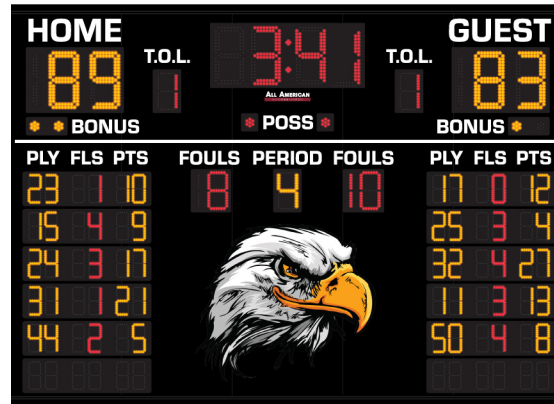 HOME 3:41 GUEST
89 T.O.L. 1 T.O.L. 1 83
ALL AMERICAN
BONUS POSS BONUS
PLY FLS PTS FOULS PERIOD FOULS PLY FLS PTS
23 1 10 8 4 10 17 0 12
15 4 9 25 3 4
24 3 17 32 4 27
31 1 21 11 3 13
44 2 5 50 4 8